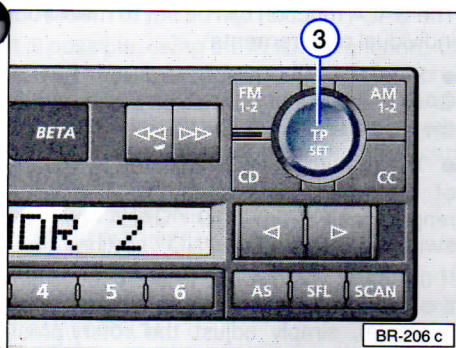 3
FM
1-2
AM
1-2
BETA
TP
SET
CD
CC
DR 2
4
5
6
AS
SFL
SCAN
BR-206 c